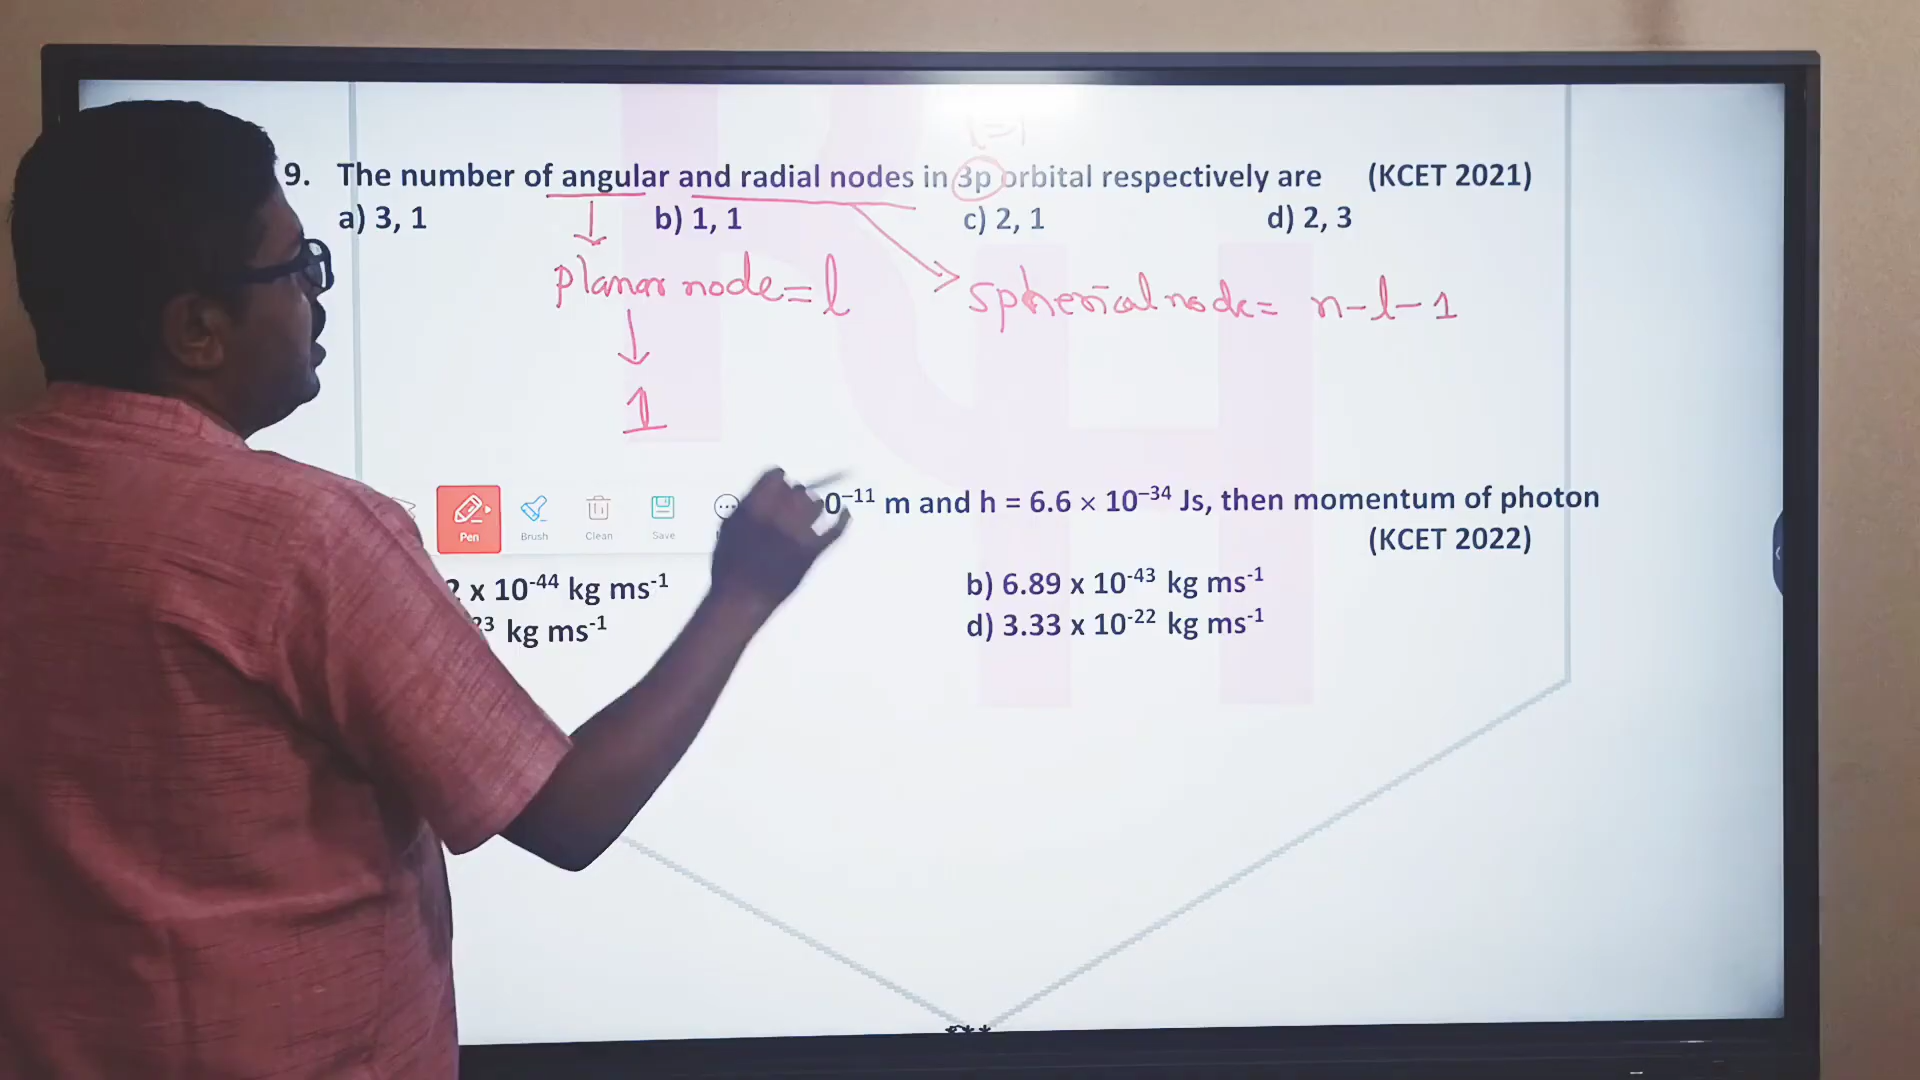 9. The number of angular and radial nodes in 3p orbital respectively are (KCET 2021)
a) 3, 1 b) 1, 1 c) 2, 1 d) 2, 3
planar node = l
spherical node = n - l - 1
1
0⁻¹¹ m and h = 6.6 × 10⁻³⁴ Js, then momentum of photon
Pen Brush Clean Save
(KCET 2022)
x 10⁻⁴⁴ kg ms⁻¹ b) 6.89 x 10⁻⁴³ kg ms⁻¹
kg ms⁻¹ d) 3.33 x 10⁻²² kg ms⁻¹
***